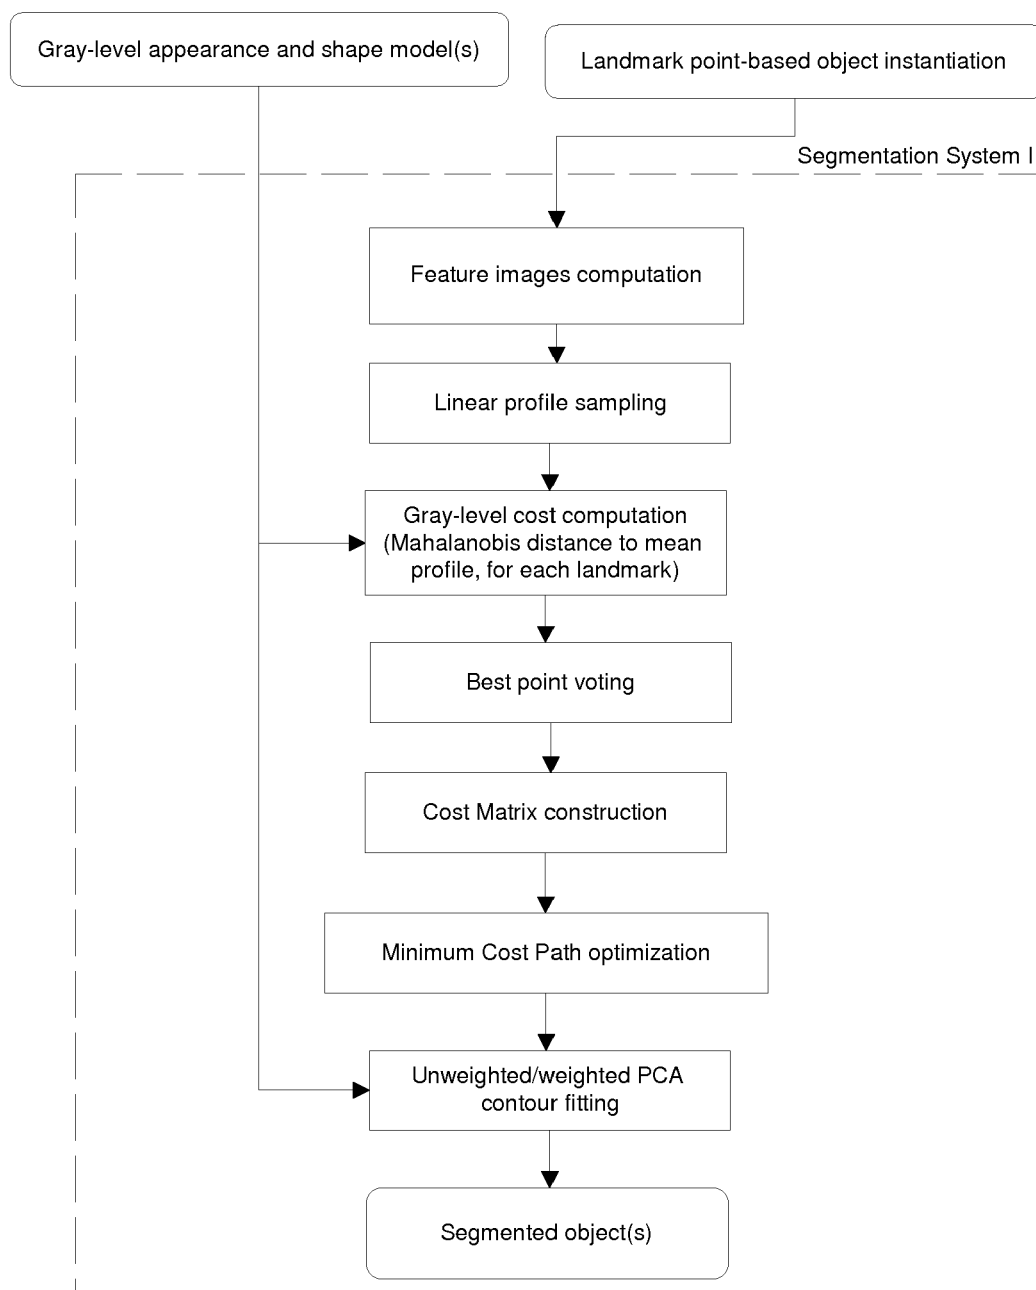 Gray-level appearance and shape model(s)
Landmark point-based object instantiation
Segmentation System I
Feature images computation
Linear profile sampling
Gray-level cost computation
(Mahalanobis distance to mean
profile, for each landmark)
Best point voting
Cost Matrix construction
Minimum Cost Path optimization
Unweighted/weighted PCA
contour fitting
Segmented object(s)